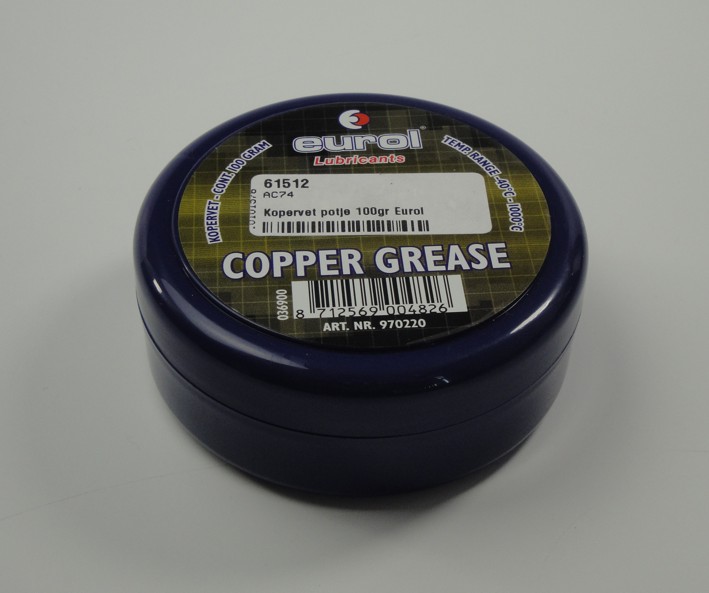 eurol
Lubricants
KOPERVET - CONT. 100 GRAM
TEMP. RANGE -40°C - 1000°C
61512
AC74
Kopervet potje 100gr Eurol
COPPER GREASE
036900
8 712569 004826
ART. NR. 970220